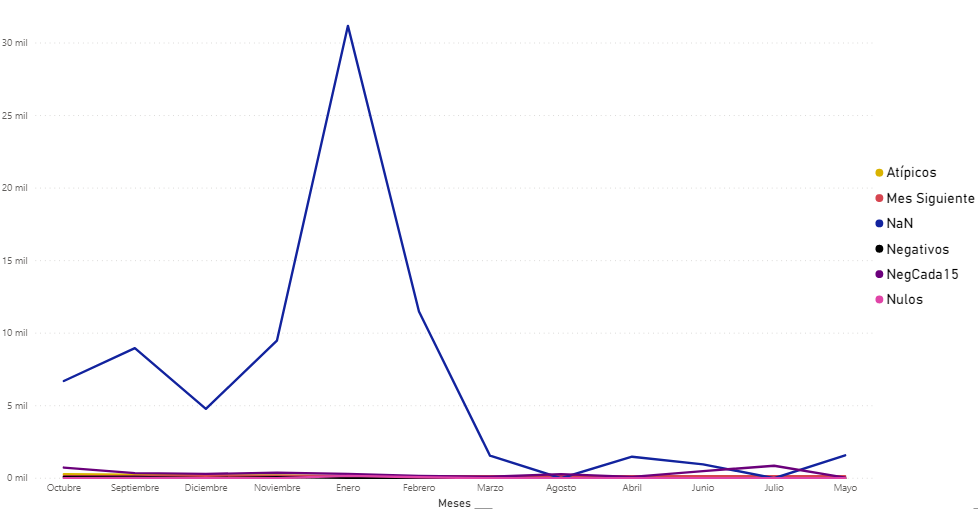 30 mil
25 mil
20 mil
15 mil
10 mil
5 mil
0 mil
Octubre Septiembre Diciembre Noviembre Enero Febrero Marzo Agosto Abril Junio Julio Mayo
Meses __
Atípicos
Mes Siguiente
NaN
Negativos
NegCada15
Nulos